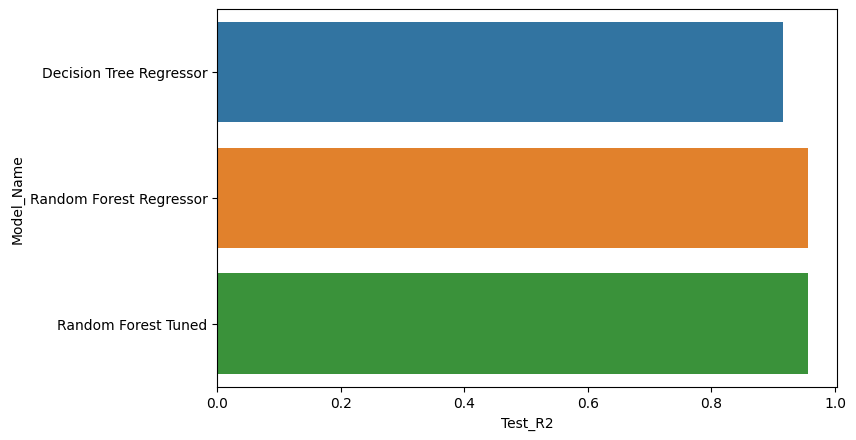 Model_Name
Decision Tree Regressor
Random Forest Regressor
Random Forest Tuned
0.0 0.2 0.4 0.6 0.8 1.0
Test_R2